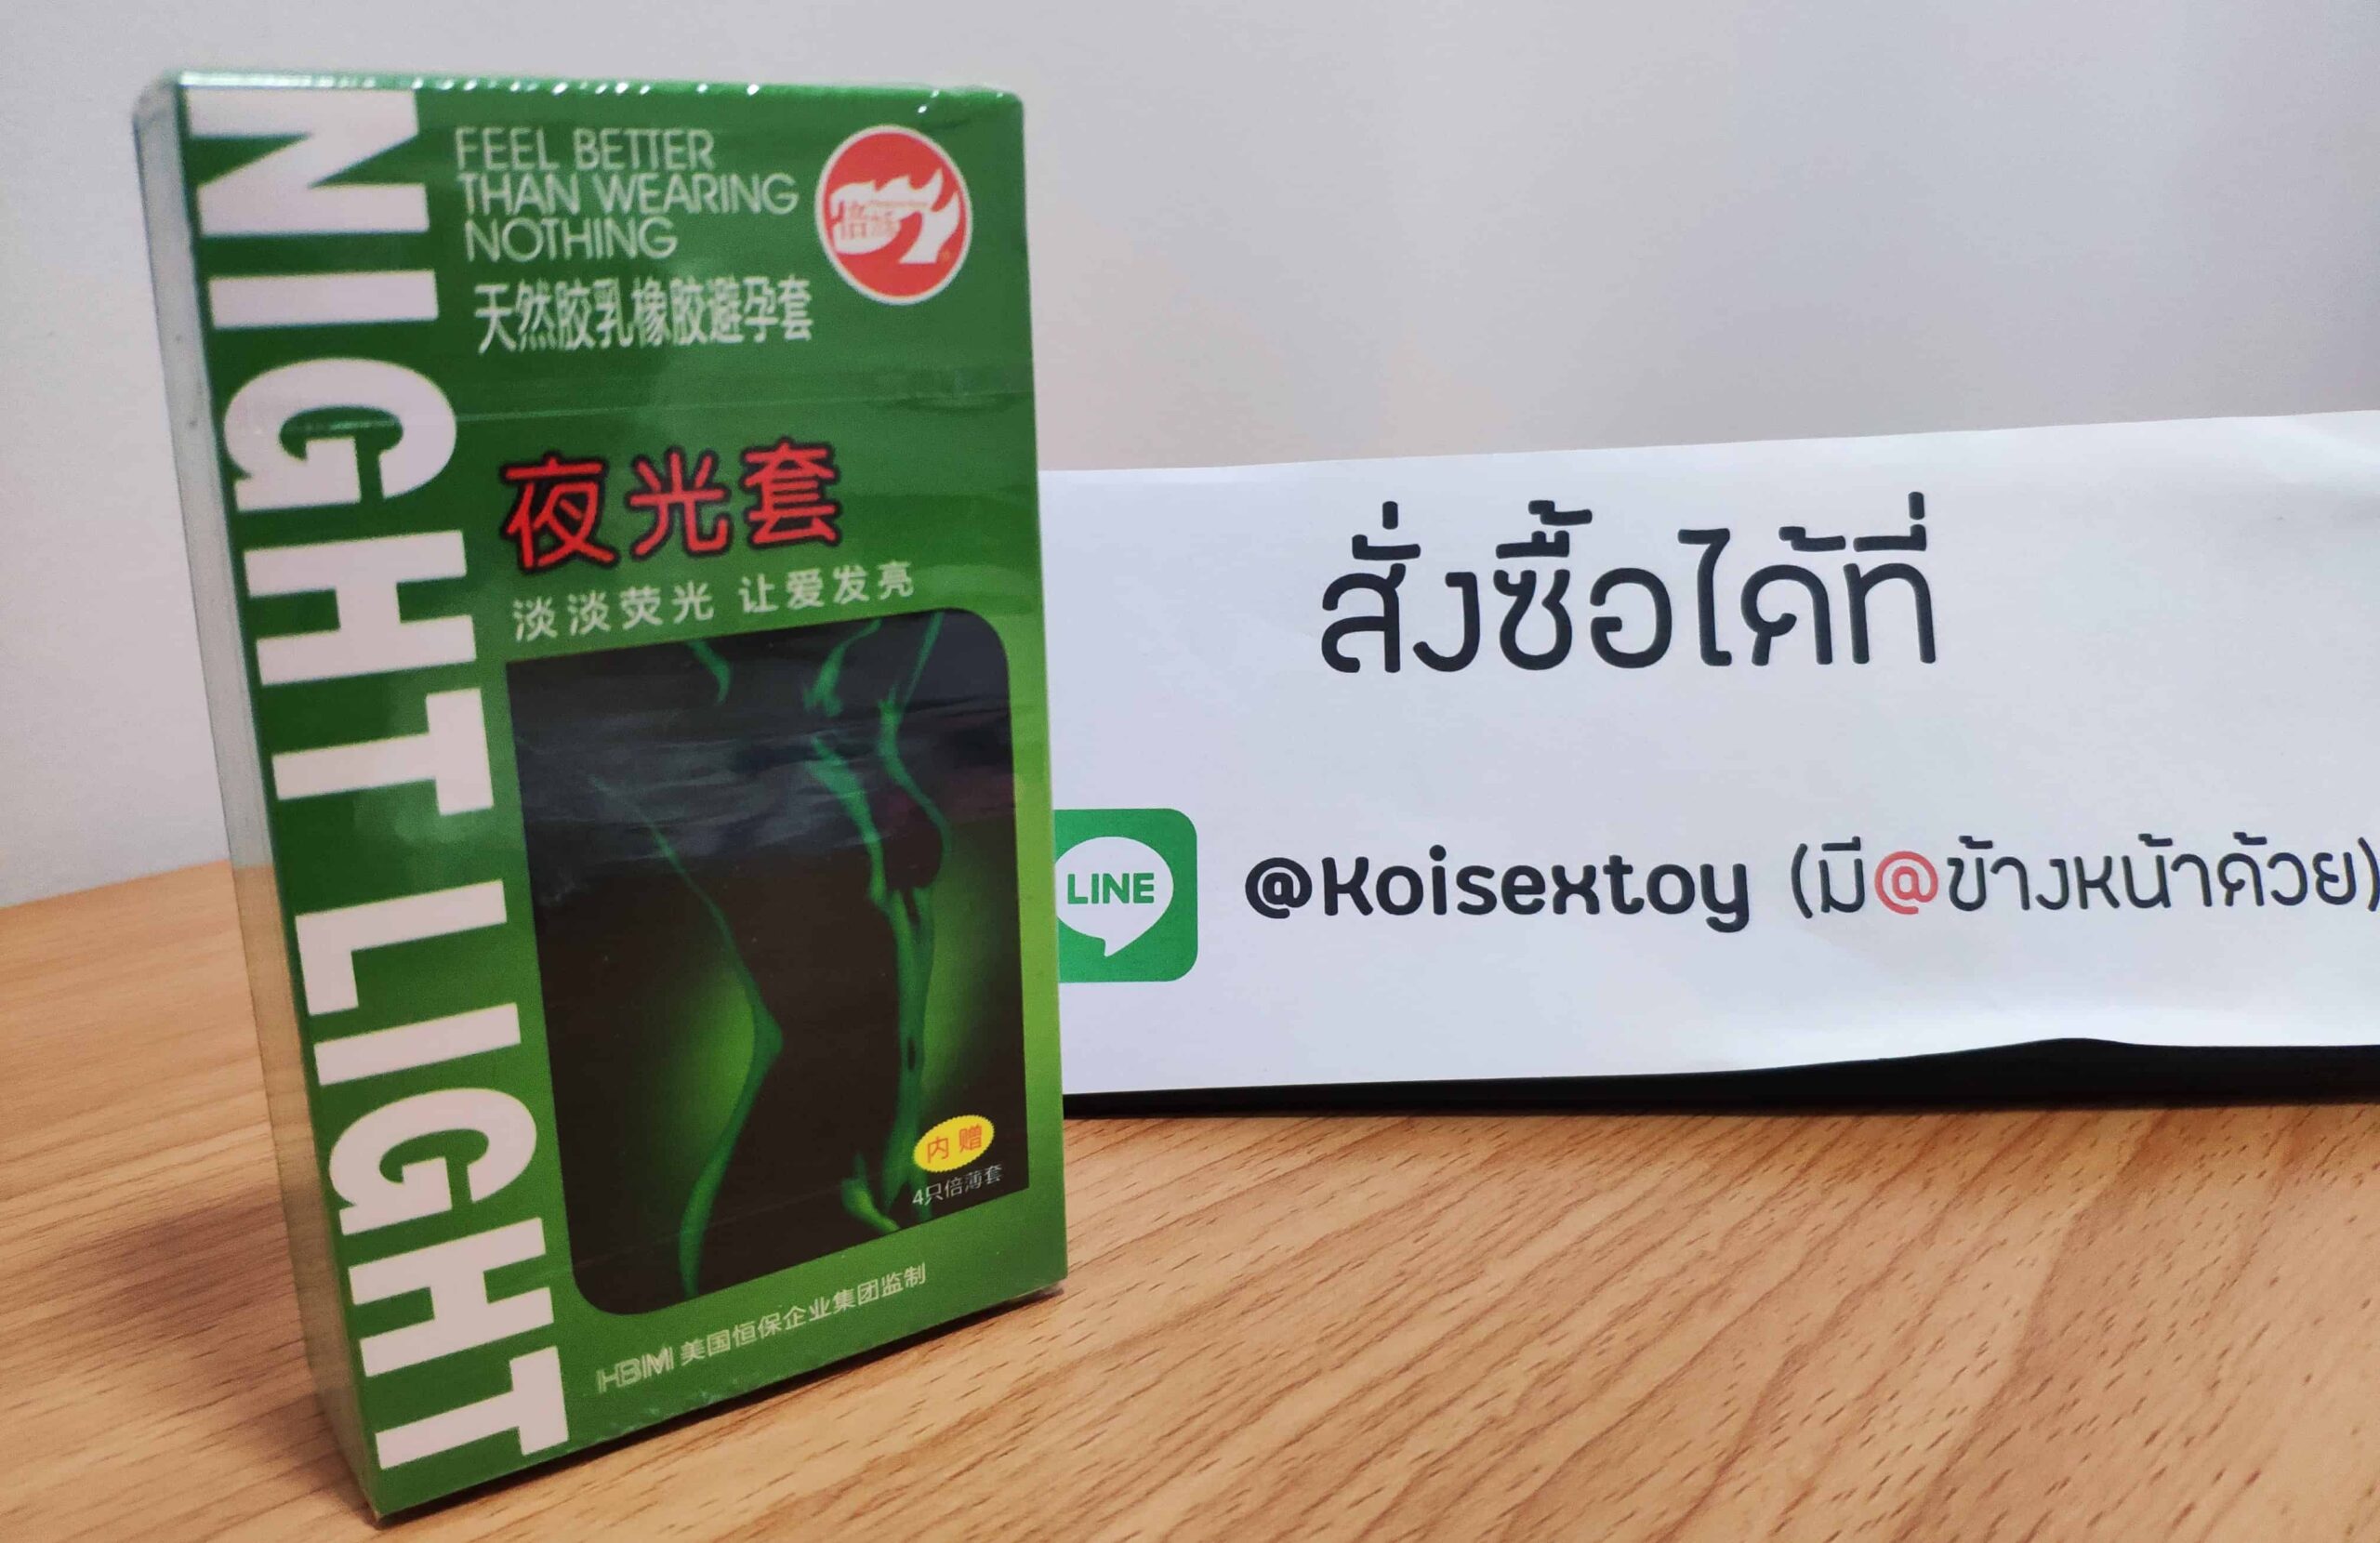 NIGHT LIGHT
FEEL BETTER
THAN WEARING
NOTHING
天然胶乳橡胶避孕套
夜光套
淡淡荧光 让爱发亮
内赠
4只倍薄套
HBM 美国恒保企业集团监制
สั่งซื้อได้ที่
LINE
@Koisextoy (มี@ข้างหน้าด้วย)